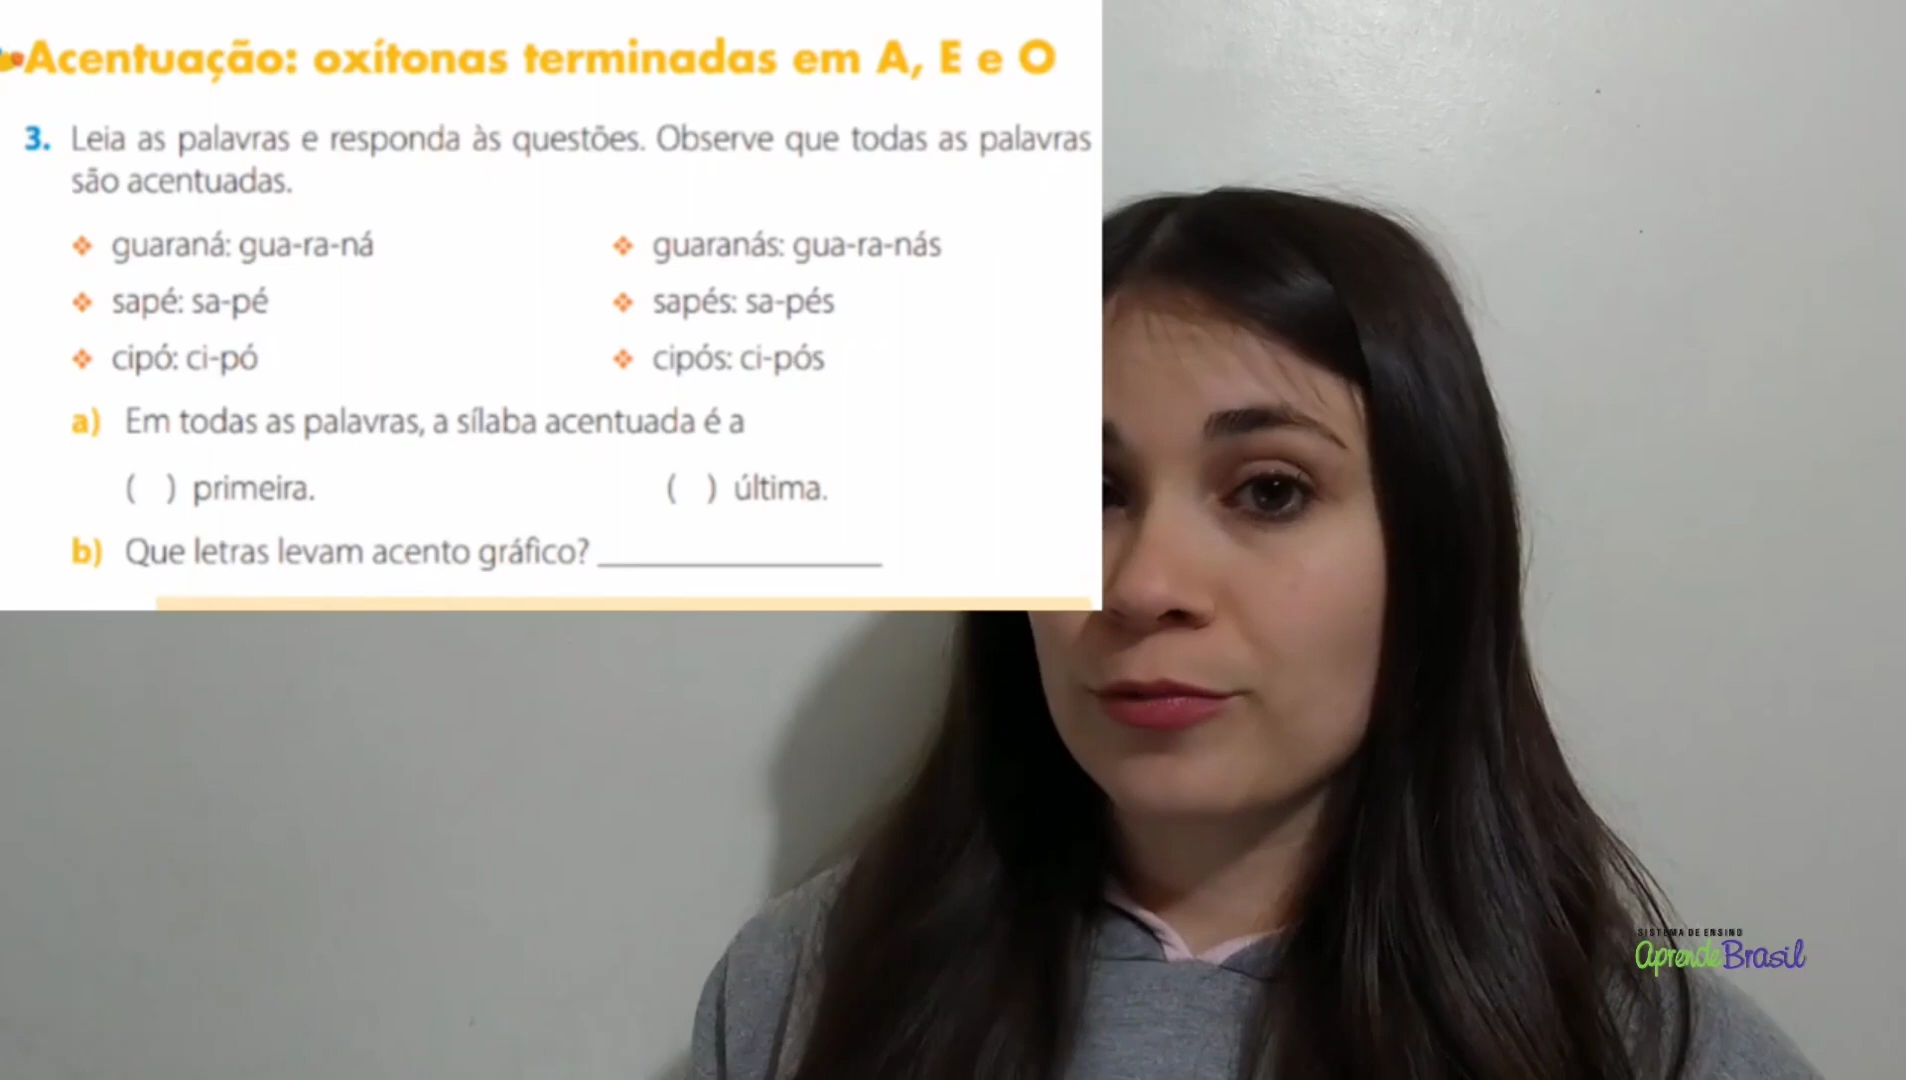 Acentuação: oxítonas terminadas em A, E e O
3. Leia as palavras e responda às questões. Observe que todas as palavras
são acentuadas.
❖ guaraná: gua-ra-ná
❖ guaranás: gua-ra-nás
❖ sapé: sa-pé
❖ sapés: sa-pés
❖ cipó: ci-pó
❖ cipós: ci-pós
a) Em todas as palavras, a sílaba acentuada é a
( ) primeira.
( ) última.
b) Que letras levam acento gráfico? ____________________
SISTEMA DE ENSINO
aprendeBrasil